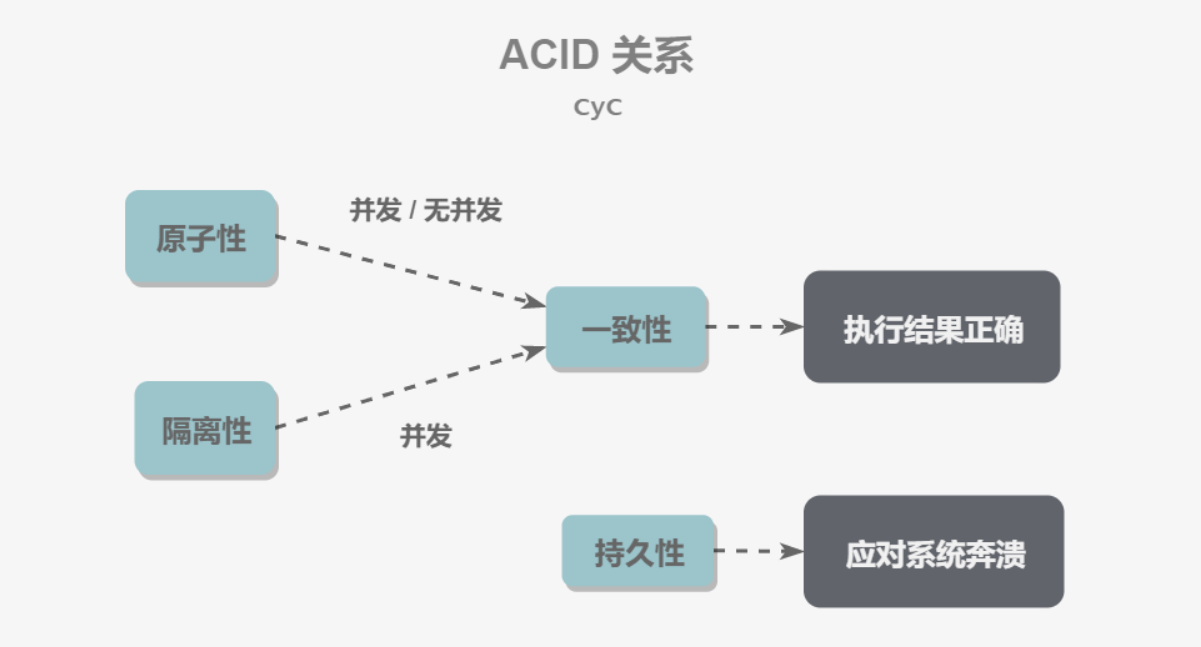 ACID 关系
CyC
并发 / 无并发
原子性
一致性
执行结果正确
隔离性
并发
持久性
应对系统奔溃